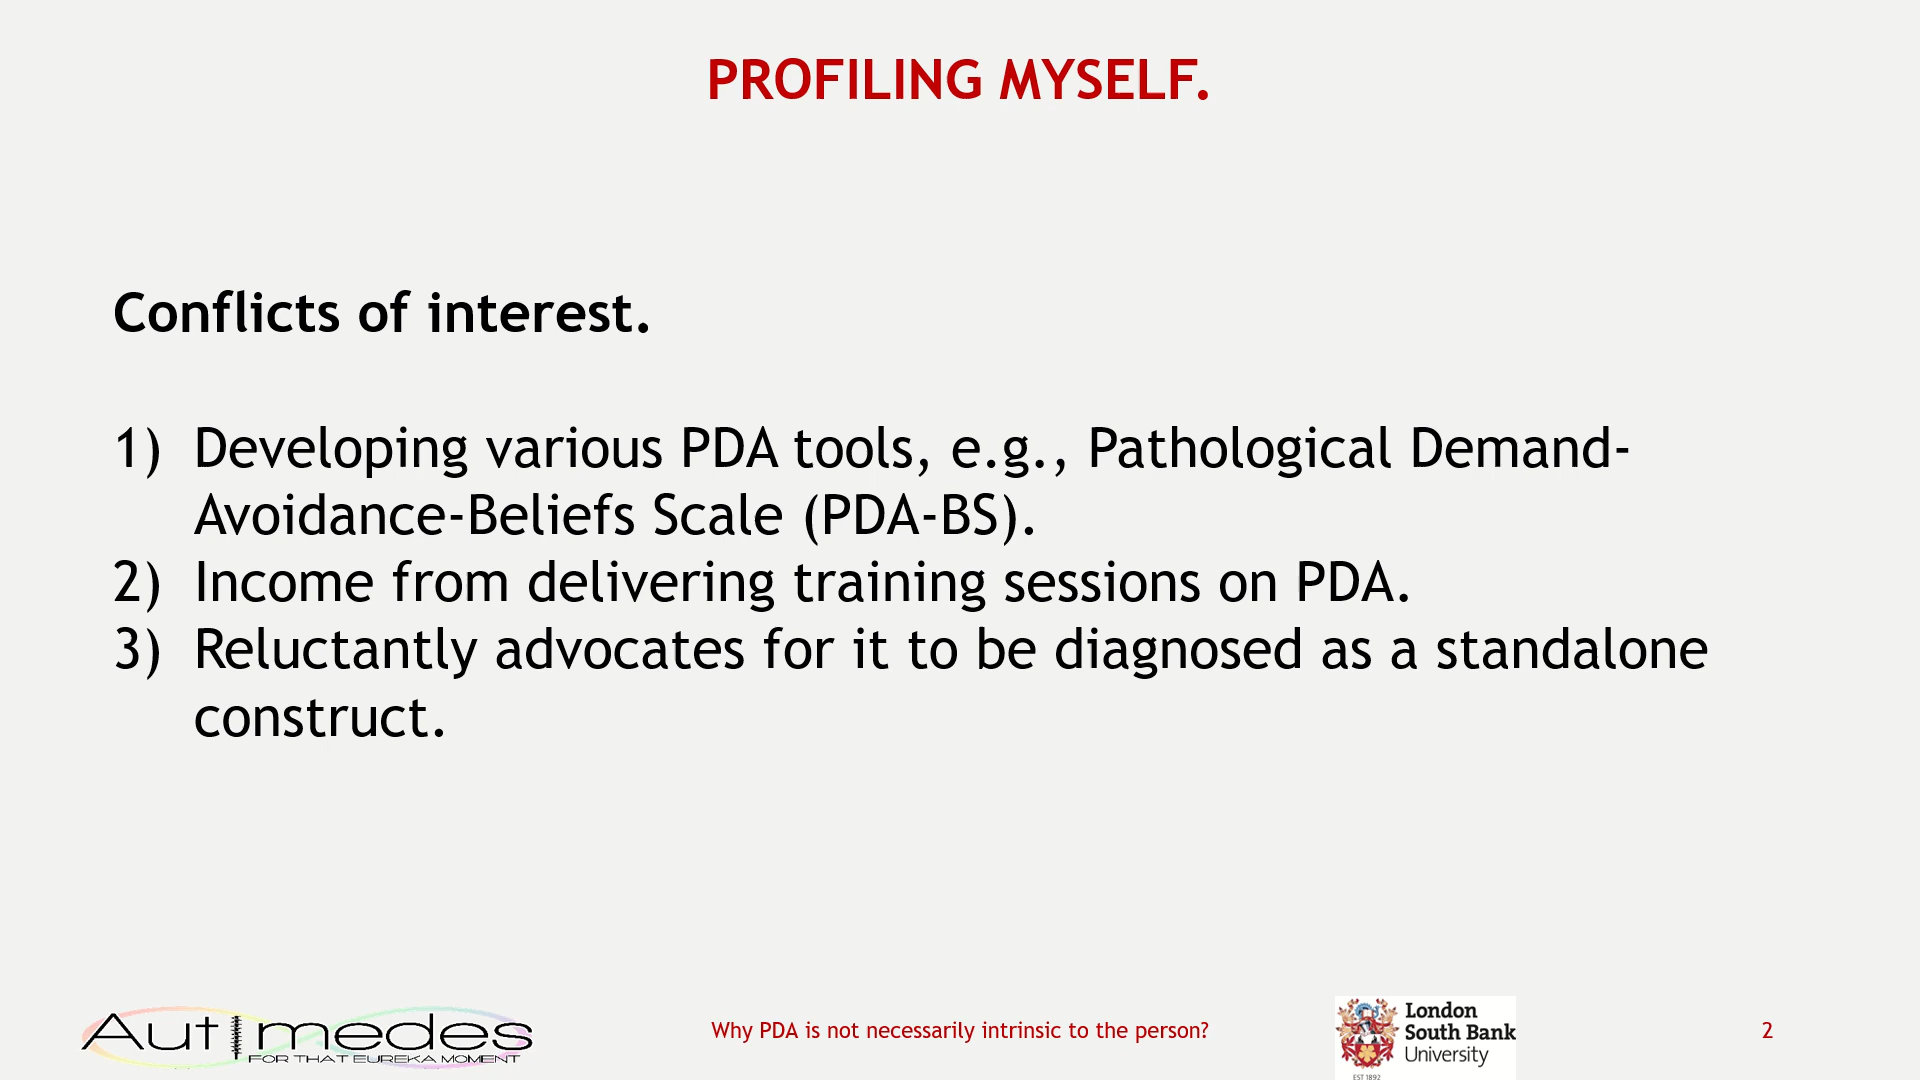 PROFILING MYSELF.
Conflicts of interest.
1) Developing various PDA tools, e.g., Pathological Demand-
Avoidance-Beliefs Scale (PDA-BS).
2) Income from delivering training sessions on PDA.
3) Reluctantly advocates for it to be diagnosed as a standalone
construct.
Autimedes
FOR THAT EUREKA MOMENT
Why PDA is not necessarily intrinsic to the person?
London
South Bank
University
EST 1892
2